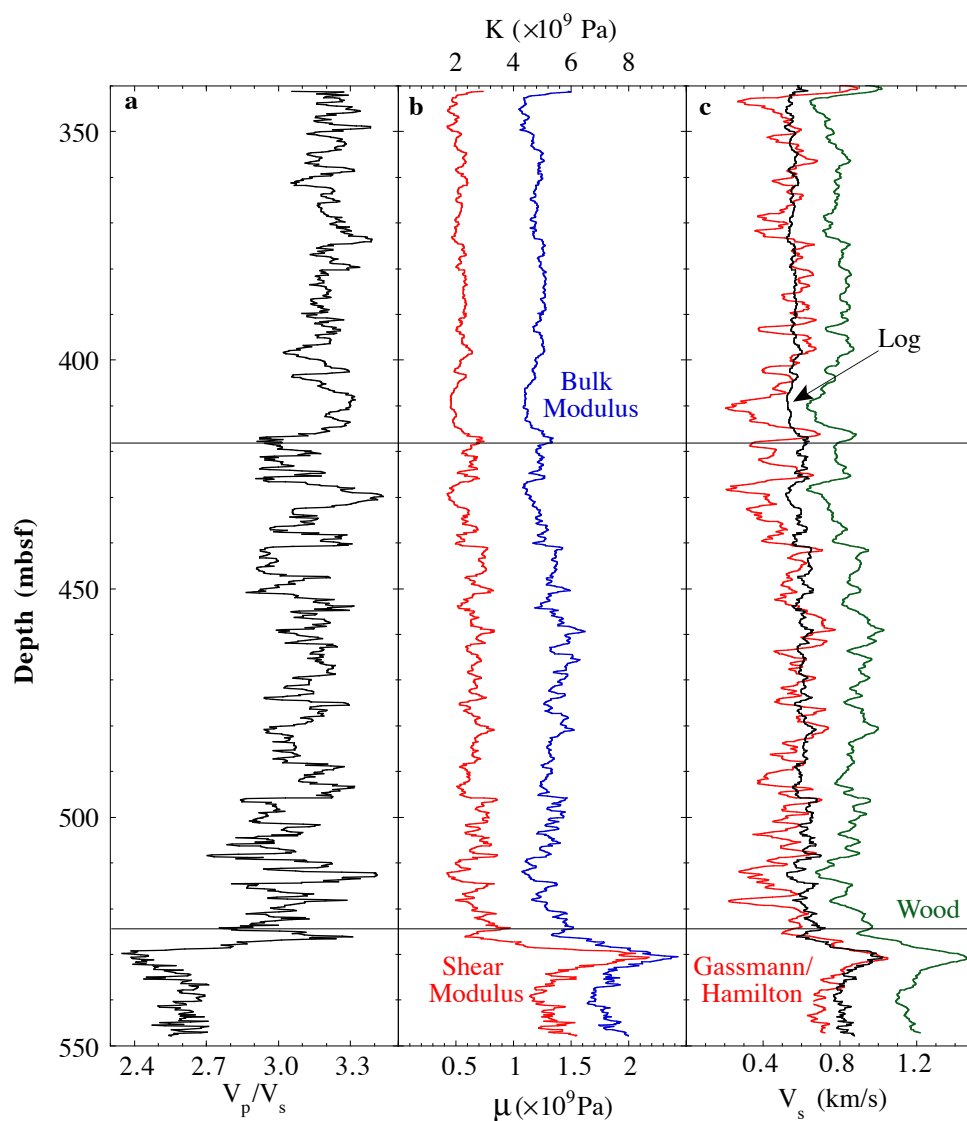 K (×10⁹ Pa)
2 4 6 8
a b c
350
400
450
500
550
Depth (mbsf)
Log
Bulk
Modulus
Wood
Shear
Modulus
Gassmann/
Hamilton
2.4 2.7 3.0 3.3 0.5 1 1.5 2 0.4 0.8 1.2
Vp/Vs
μ (×10⁹Pa)
Vs (km/s)